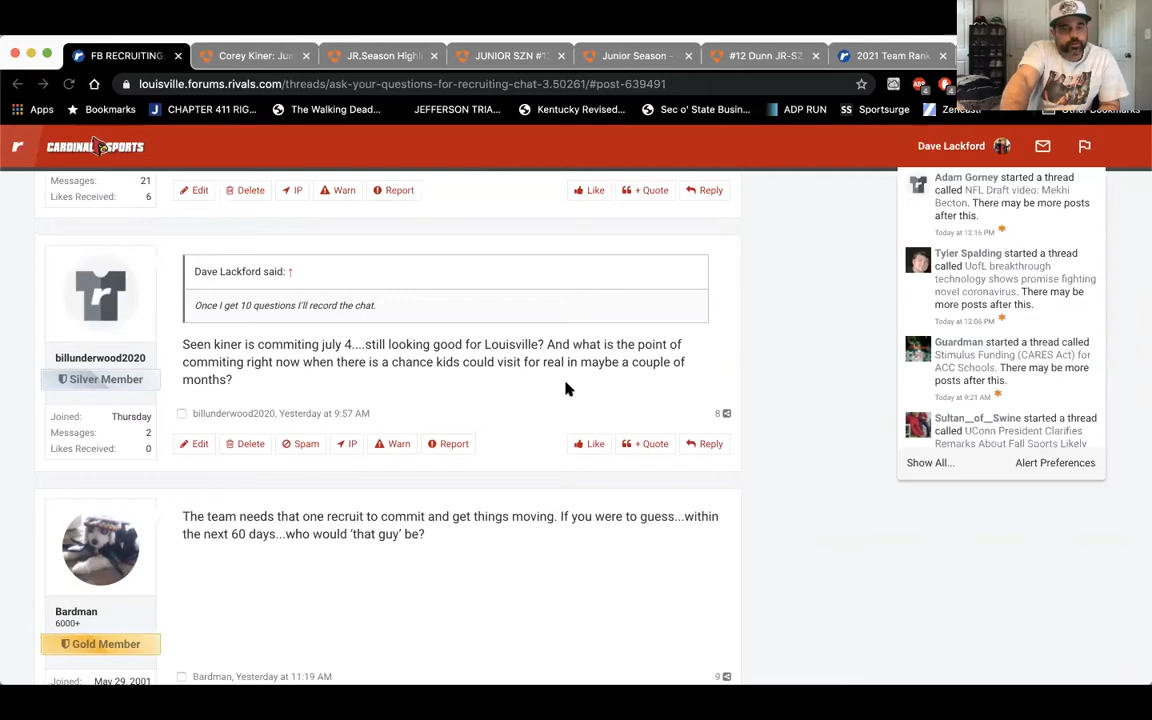 FB RECRUITING:
Corey Kiner: Jun
JR.Season Highli
JUNIOR SZN #1
Junior Season -
#12 Dunn JR-SZ
2021 Team Rank
louisville.forums.rivals.com/threads/ask-your-questions-for-recruiting-chat-3.50261/#post-639491
Apps
Bookmarks
CHAPTER 411 RIG...
The Walking Dead...
JEFFERSON TRIA...
Kentucky Revised...
Sec o' State Busin...
ADP RUN
SS Sportsurge
Zencast
Other Bookmarks
CARDINAL SPORTS
Dave Lackford
Messages: 21
Likes Received: 6
Edit Delete IP Warn Report
Like + Quote Reply
Dave Lackford said: ↑
Once I get 10 questions I'll record the chat.
Seen kiner is commiting july 4....still looking good for Louisville? And what is the point of
commiting right now when there is a chance kids could visit for real in maybe a couple of
months?
billunderwood2020
Silver Member
Joined: Thursday
Messages: 2
Likes Received: 0
billunderwood2020, Yesterday at 9:57 AM
8
Edit Delete Spam IP Warn Report
Like + Quote Reply
The team needs that one recruit to commit and get things moving. If you were to guess...within
the next 60 days...who would 'that guy' be?
Bardman
6000+
Gold Member
Joined: May 29, 2001
Bardman, Yesterday at 11:19 AM
9
Adam Gorney started a thread
called NFL Draft video: Mekhi
Becton. There may be more posts
after this.
Today at 12:16 PM
Tyler Spalding started a thread
called UofL breakthrough
technology shows promise fighting
novel coronavirus. There may be
more posts after this.
Today at 12:06 PM
Guardman started a thread called
Stimulus Funding (CARES Act) for
ACC Schools. There may be more
posts after this.
Today at 9:21 AM
Sultan__of__Swine started a thread
called UConn President Clarifies
Remarks About Fall Sports Likely
Show All...
Alert Preferences